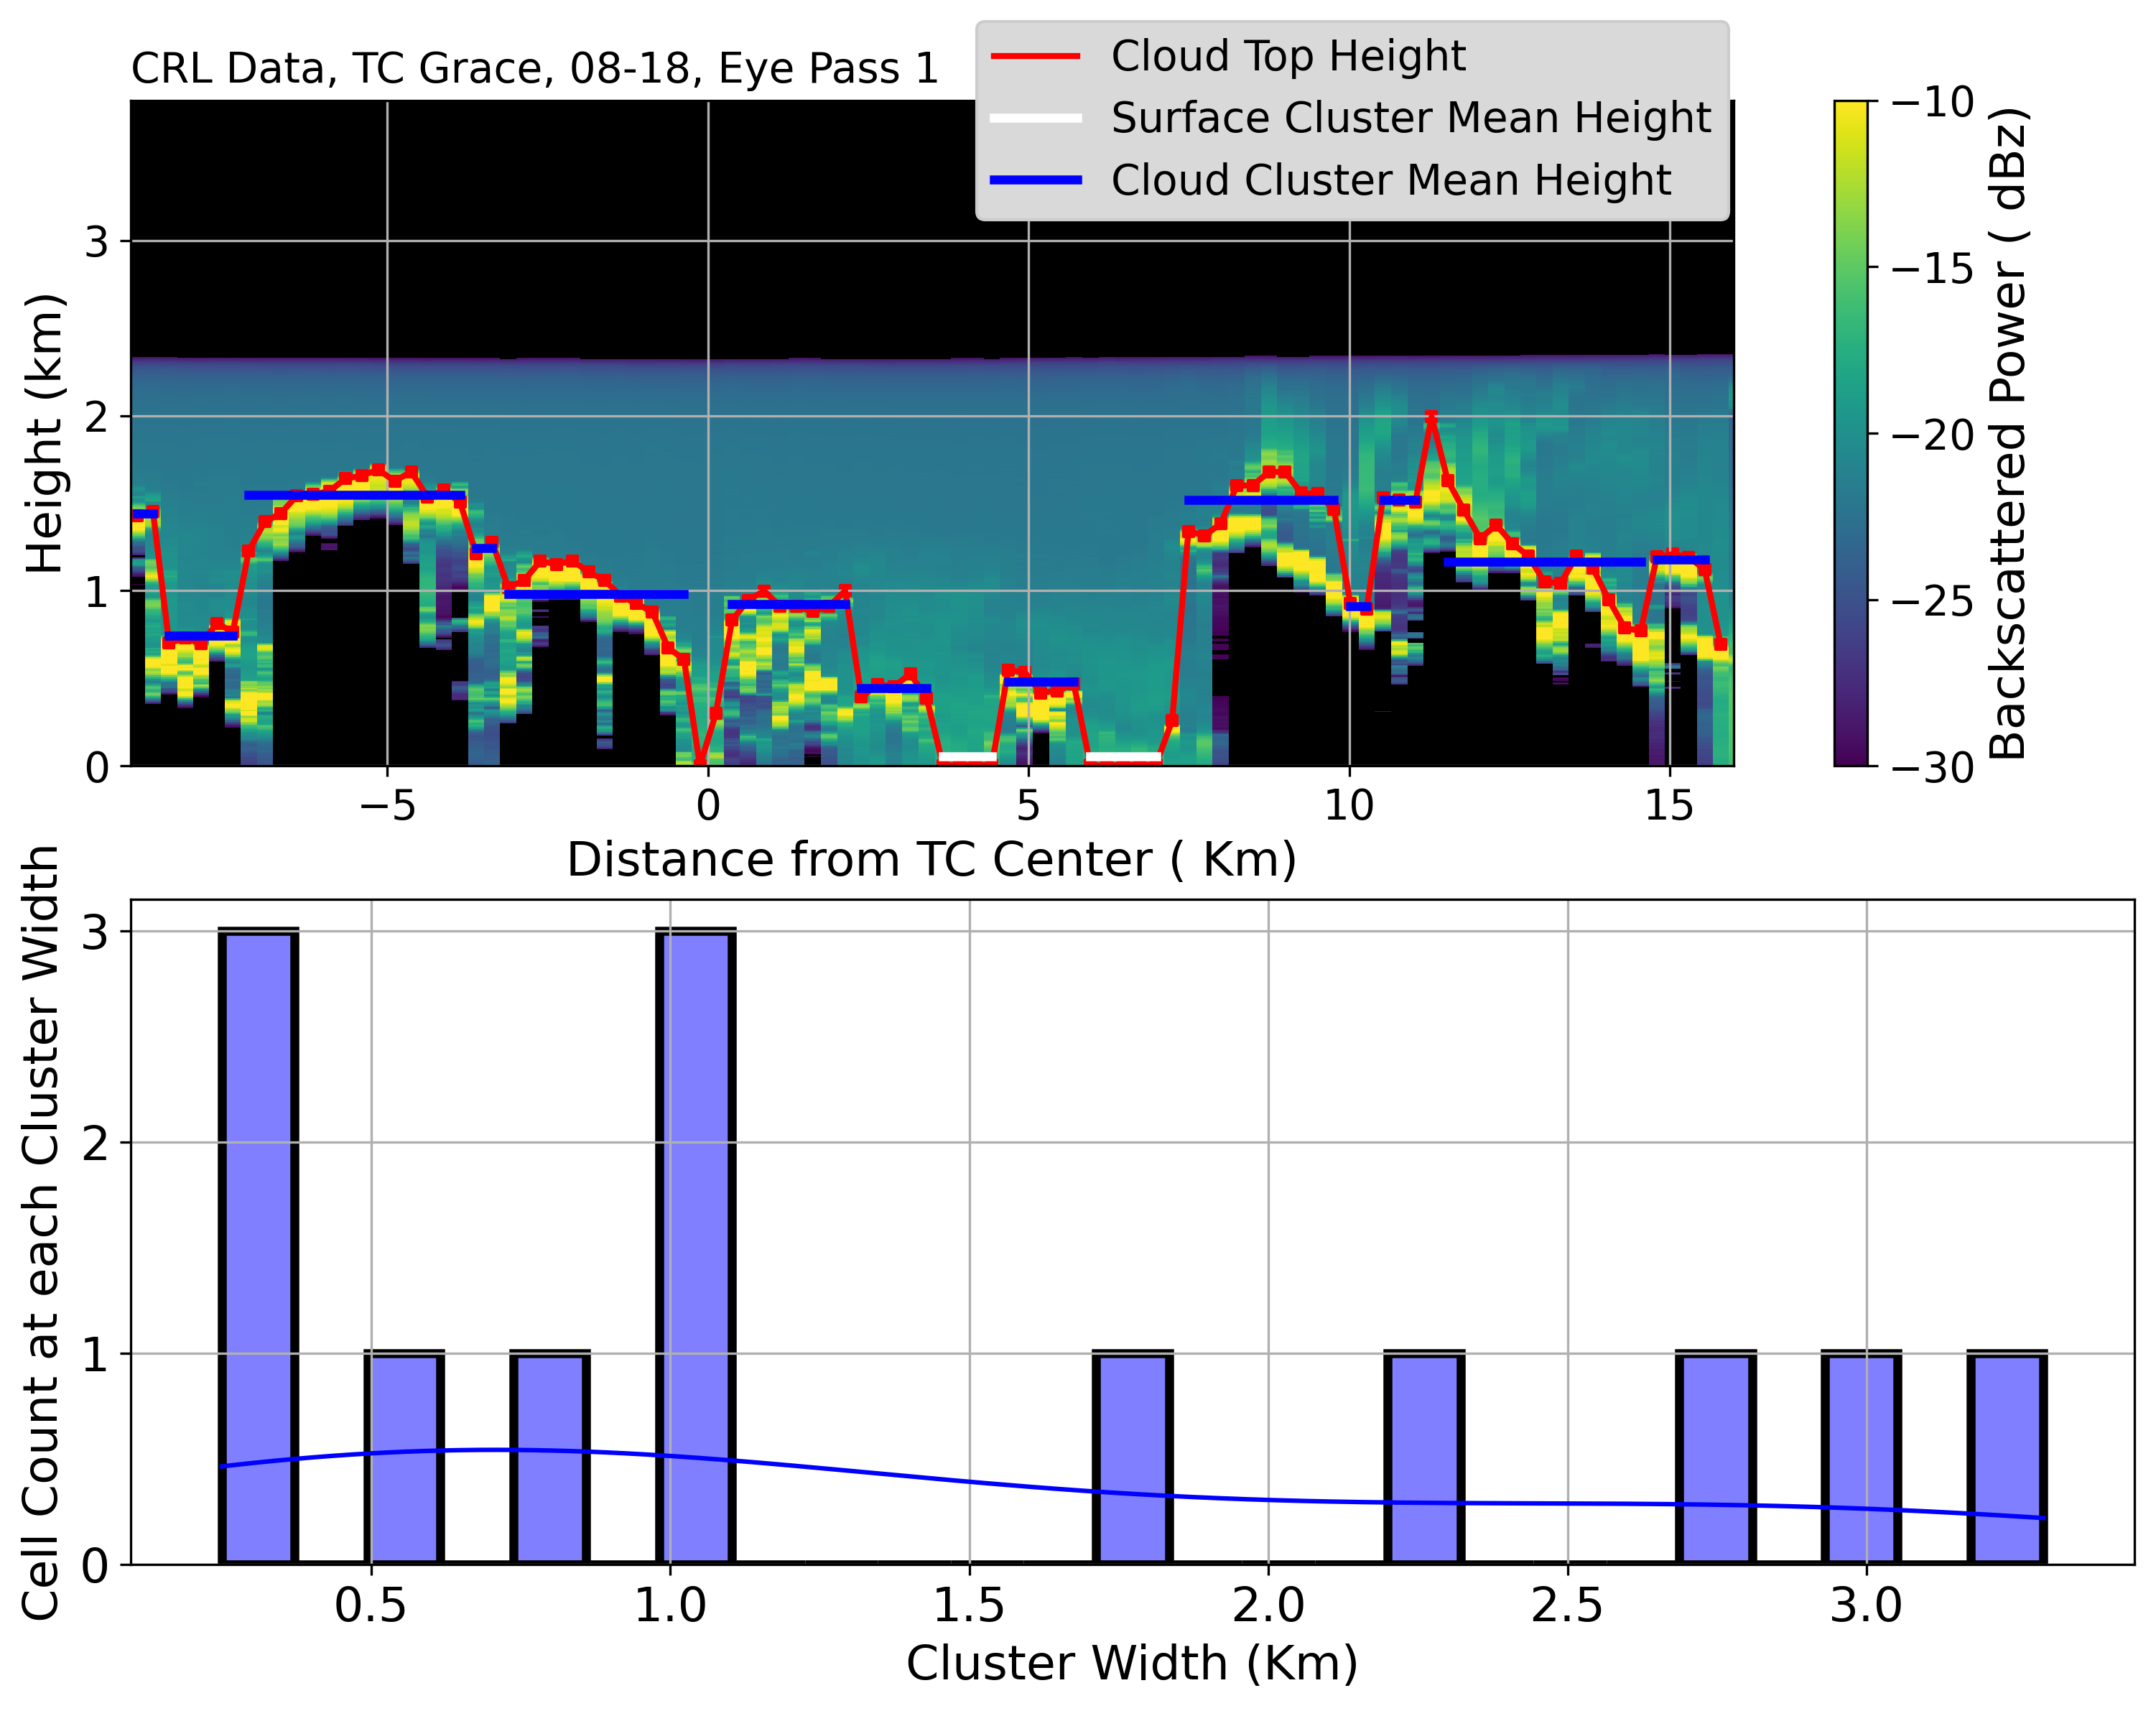 CRL Data, TC Grace, 08-18, Eye Pass 1
Cloud Top Height
Surface Cluster Mean Height
Cloud Cluster Mean Height
Height (km)
3
2
1
0
−5
0
5
10
15
Distance from TC Center ( Km)
−10
−15
−20
−25
−30
Backscattered Power ( dBz)
Cell Count at each Cluster Width
3
2
1
0
0.5
1.0
1.5
2.0
2.5
3.0
Cluster Width (Km)